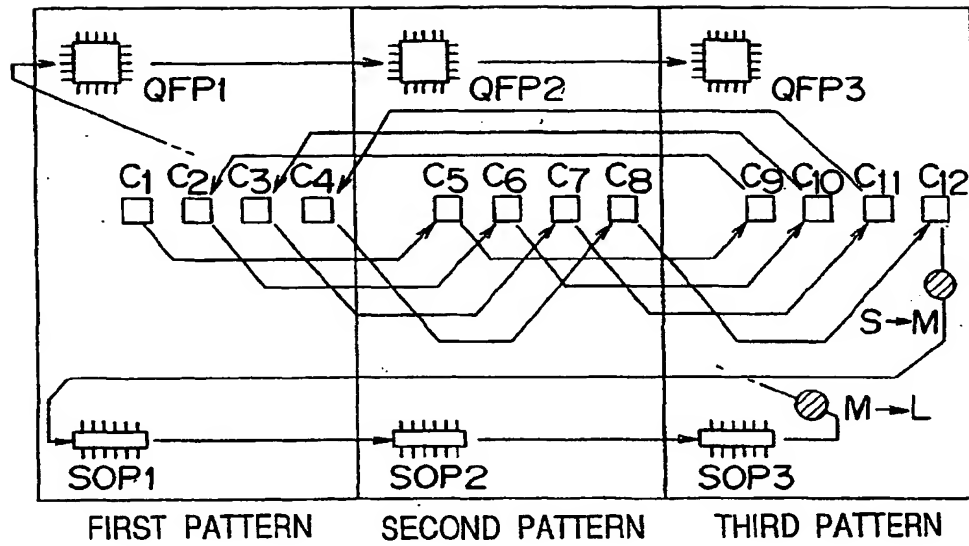 QFP1 QFP2 QFP3
C1 C2 C3 C4 C5 C6 C7 C8 C9 C10 C11 C12
S→M
M→L
SOP1 SOP2 SOP3
FIRST PATTERN SECOND PATTERN THIRD PATTERN